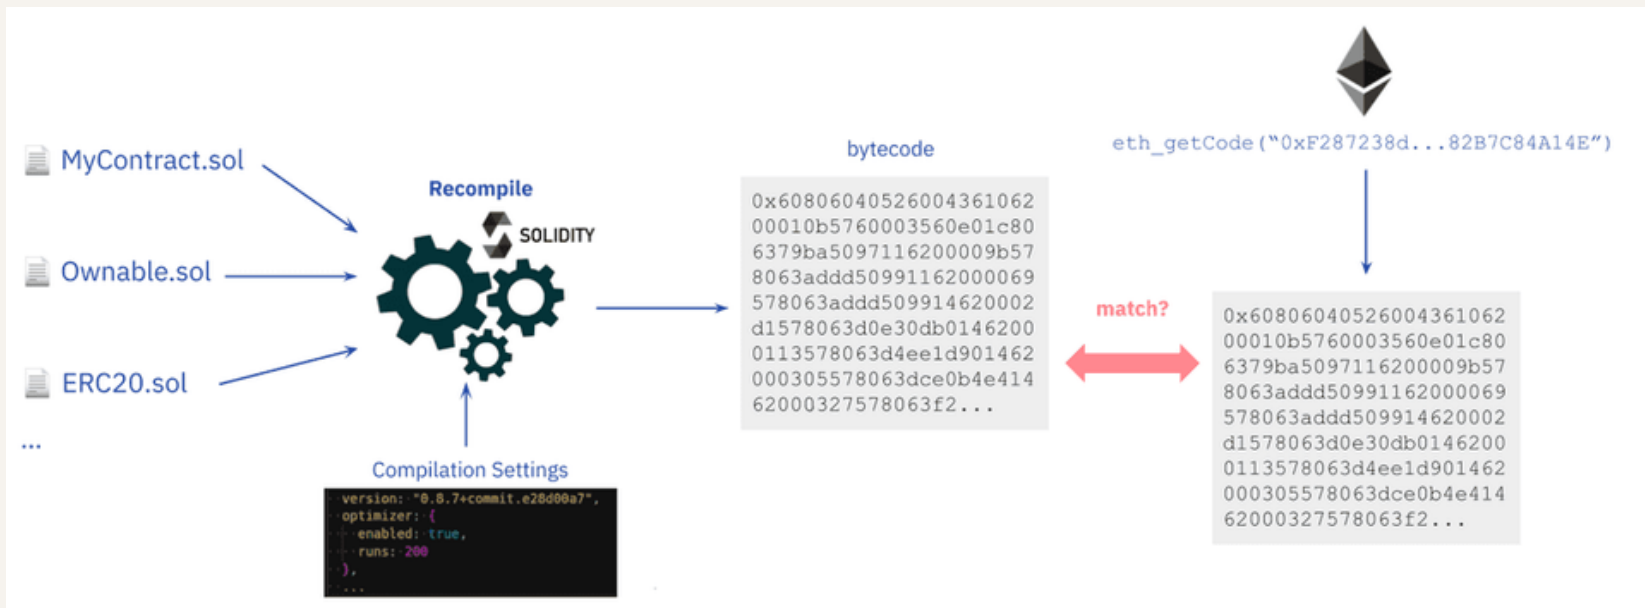 MyContract.sol
Ownable.sol
ERC20.sol
...
Recompile
SOLIDITY
Compilation Settings
version: "0.8.7+commit.e28d00a7",
optimizer: {
enabled: true,
runs: 200
},
...
bytecode
0x60806040526004361062
00010b5760003560e01c80
6379ba5097116200009b57
8063addd50991162000069
578063addd509914620002
d1578063d0e30db0146200
0113578063d4ee1d901462
000305578063dce0b4e414
62000327578063f2...
match?
eth_getCode(“0xF287238d...82B7C84A14E”)
0x60806040526004361062
00010b5760003560e01c80
6379ba5097116200009b57
8063addd50991162000069
578063addd509914620002
d1578063d0e30db0146200
0113578063d4ee1d901462
000305578063dce0b4e414
62000327578063f2...